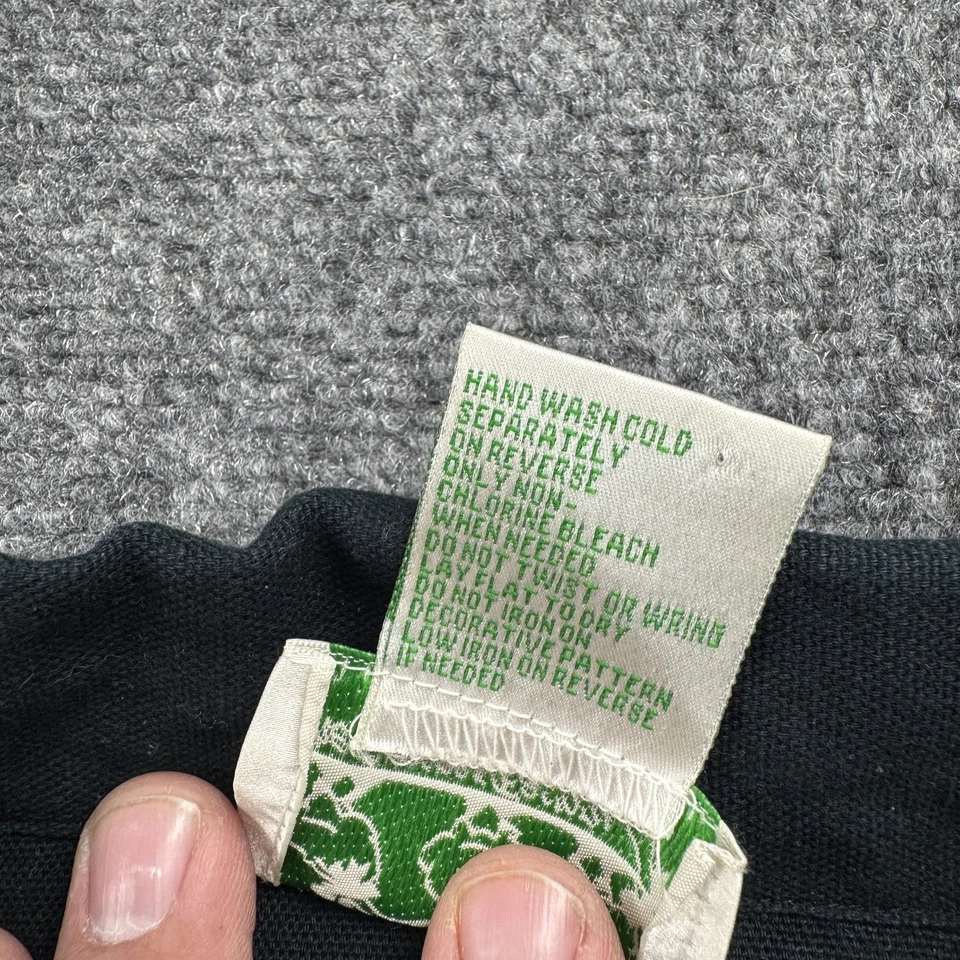 HAND WASH COLD
SEPARATELY
ON REVERSE
ONLY NON-
CHLORINE BLEACH
WHEN NEEDED
DO NOT TWIST OR WRING
LAY FLAT TO DRY
DO NOT IRON ON
DECORATIVE PATTERN
LOW IRON ON REVERSE
IF NEEDED